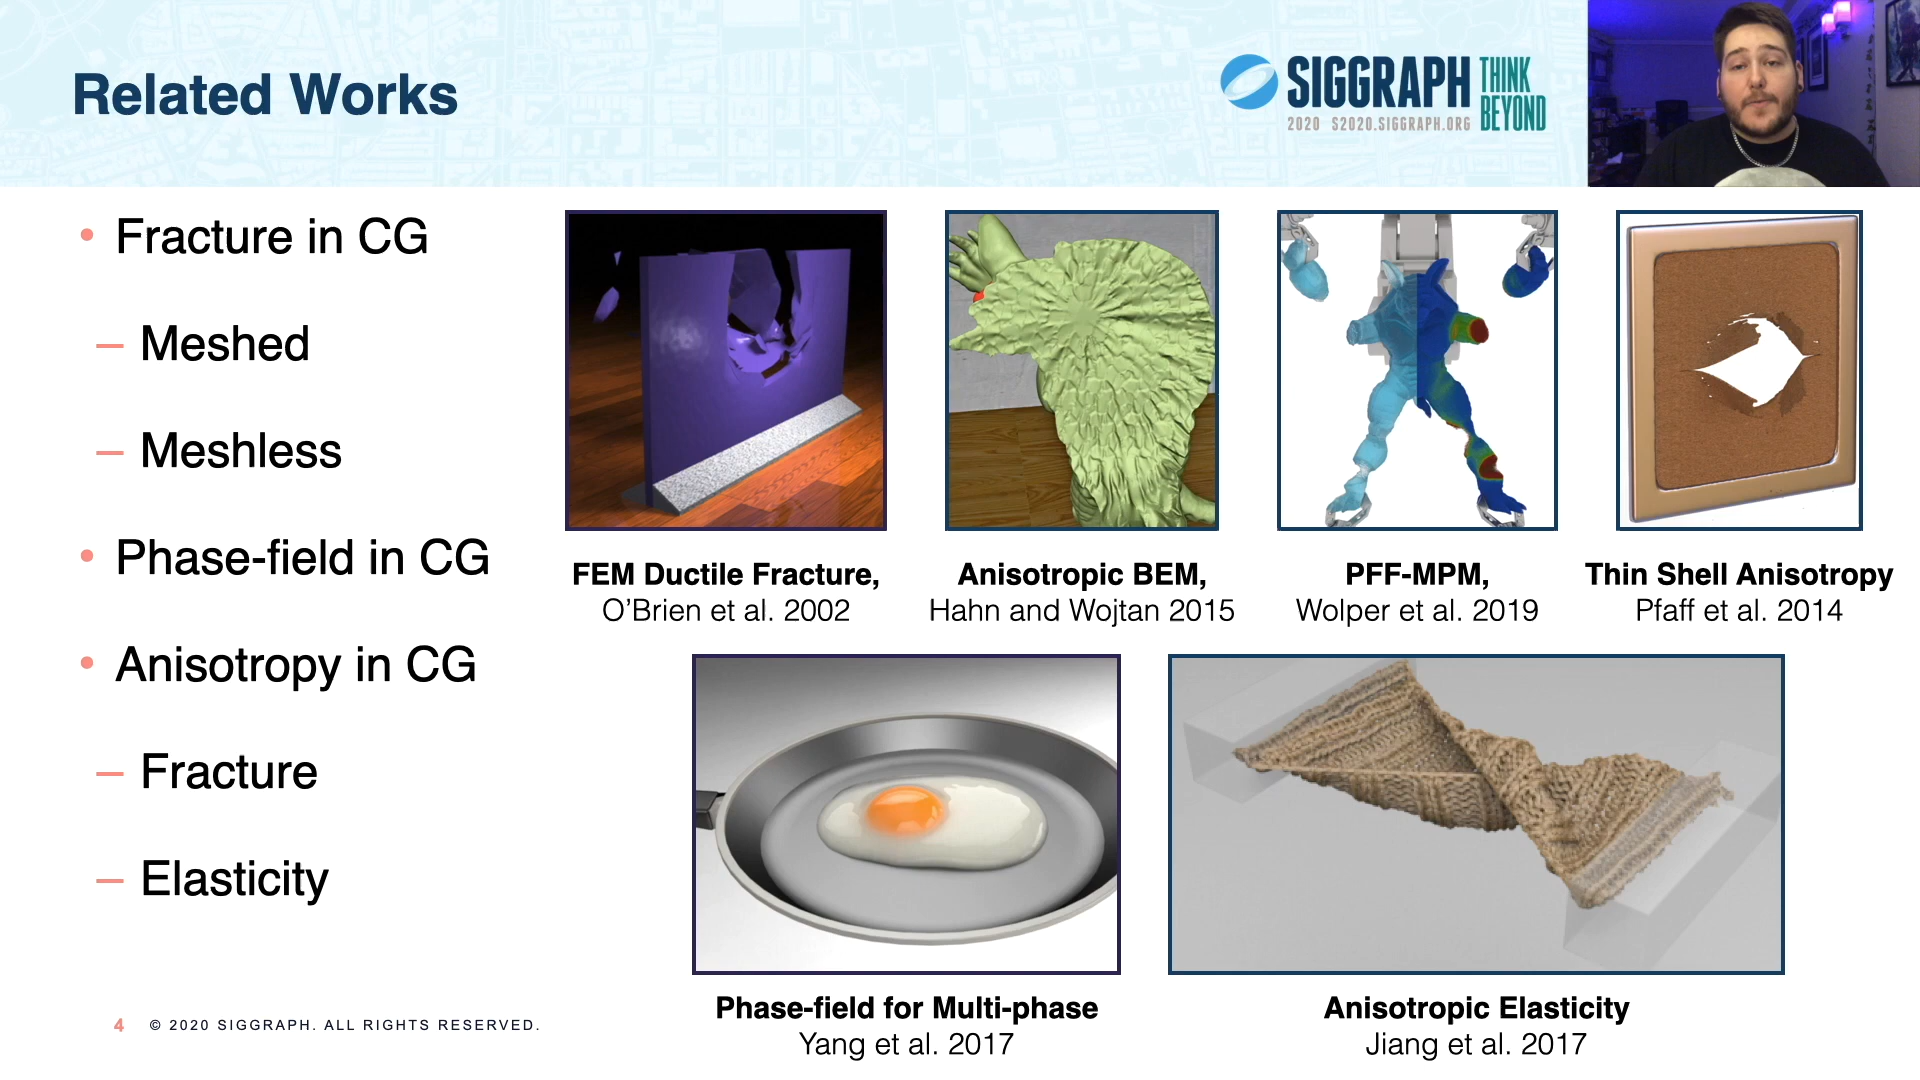 Related Works
SIGGRAPH THINK
2020 S2020.SIGGRAPH.ORG BEYOND
• Fracture in CG
– Meshed
– Meshless
• Phase-field in CG
• Anisotropy in CG
– Fracture
– Elasticity
FEM Ductile Fracture,
O’Brien et al. 2002
Anisotropic BEM,
Hahn and Wojtan 2015
PFF-MPM,
Wolper et al. 2019
Thin Shell Anisotropy
Pfaff et al. 2014
Phase-field for Multi-phase
Yang et al. 2017
Anisotropic Elasticity
Jiang et al. 2017
4 © 2020 SIGGRAPH. ALL RIGHTS RESERVED.